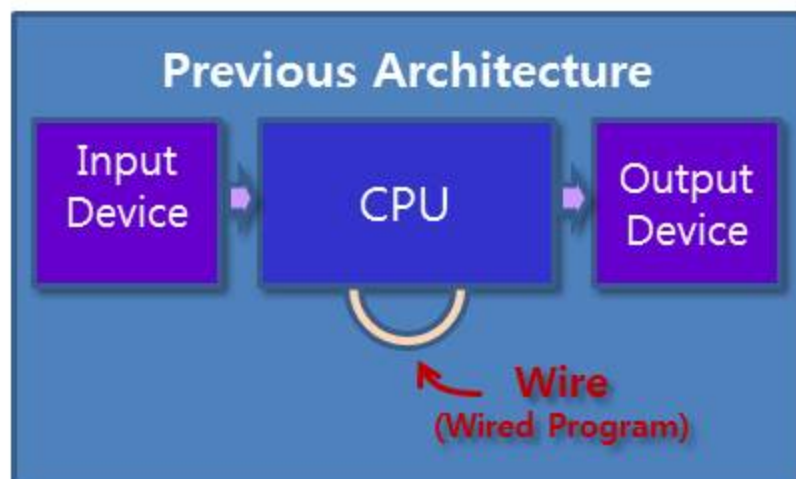 Previous Architecture
Input
Device
CPU
Output
Device
Wire
(Wired Program)